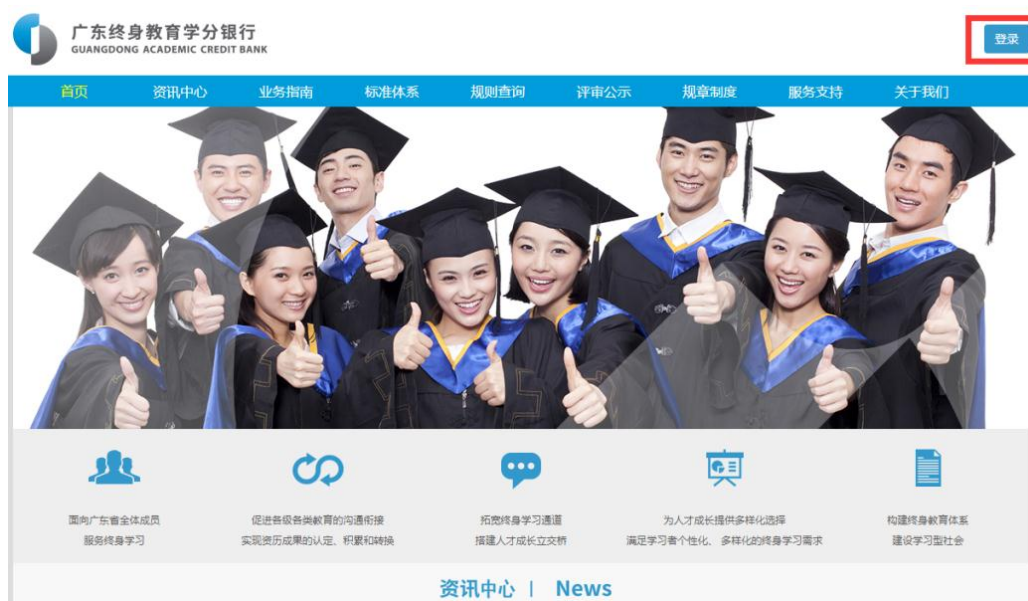 广东终身教育学分银行
GUANGDONG ACADEMIC CREDIT BANK
登录
首页 资讯中心 业务指南 标准体系 规则查询 评审公示 规章制度 服务支持 关于我们
面向广东省全体成员
服务终身学习
促进各级各类教育的沟通衔接
实现资历成果的认定、积累和转换
拓宽终身学习通道
搭建人才成长立交桥
为人才成长提供多样化选择
满足学习者个性化、多样化的终身学习需求
构建终身教育体系
建设学习型社会
资讯中心 | News